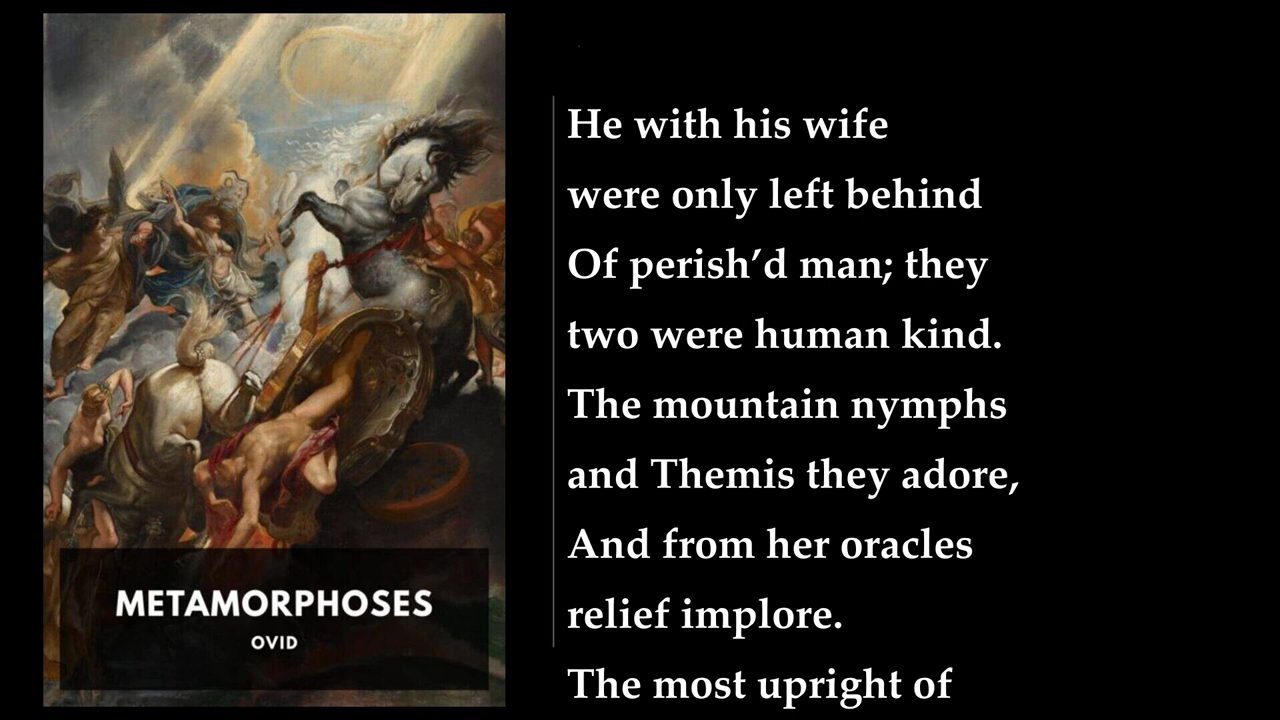 METAMORPHOSES
OVID
He with his wife
were only left behind
Of perish’d man; they
two were human kind.
The mountain nymphs
and Themis they adore,
And from her oracles
relief implore.
The most upright of